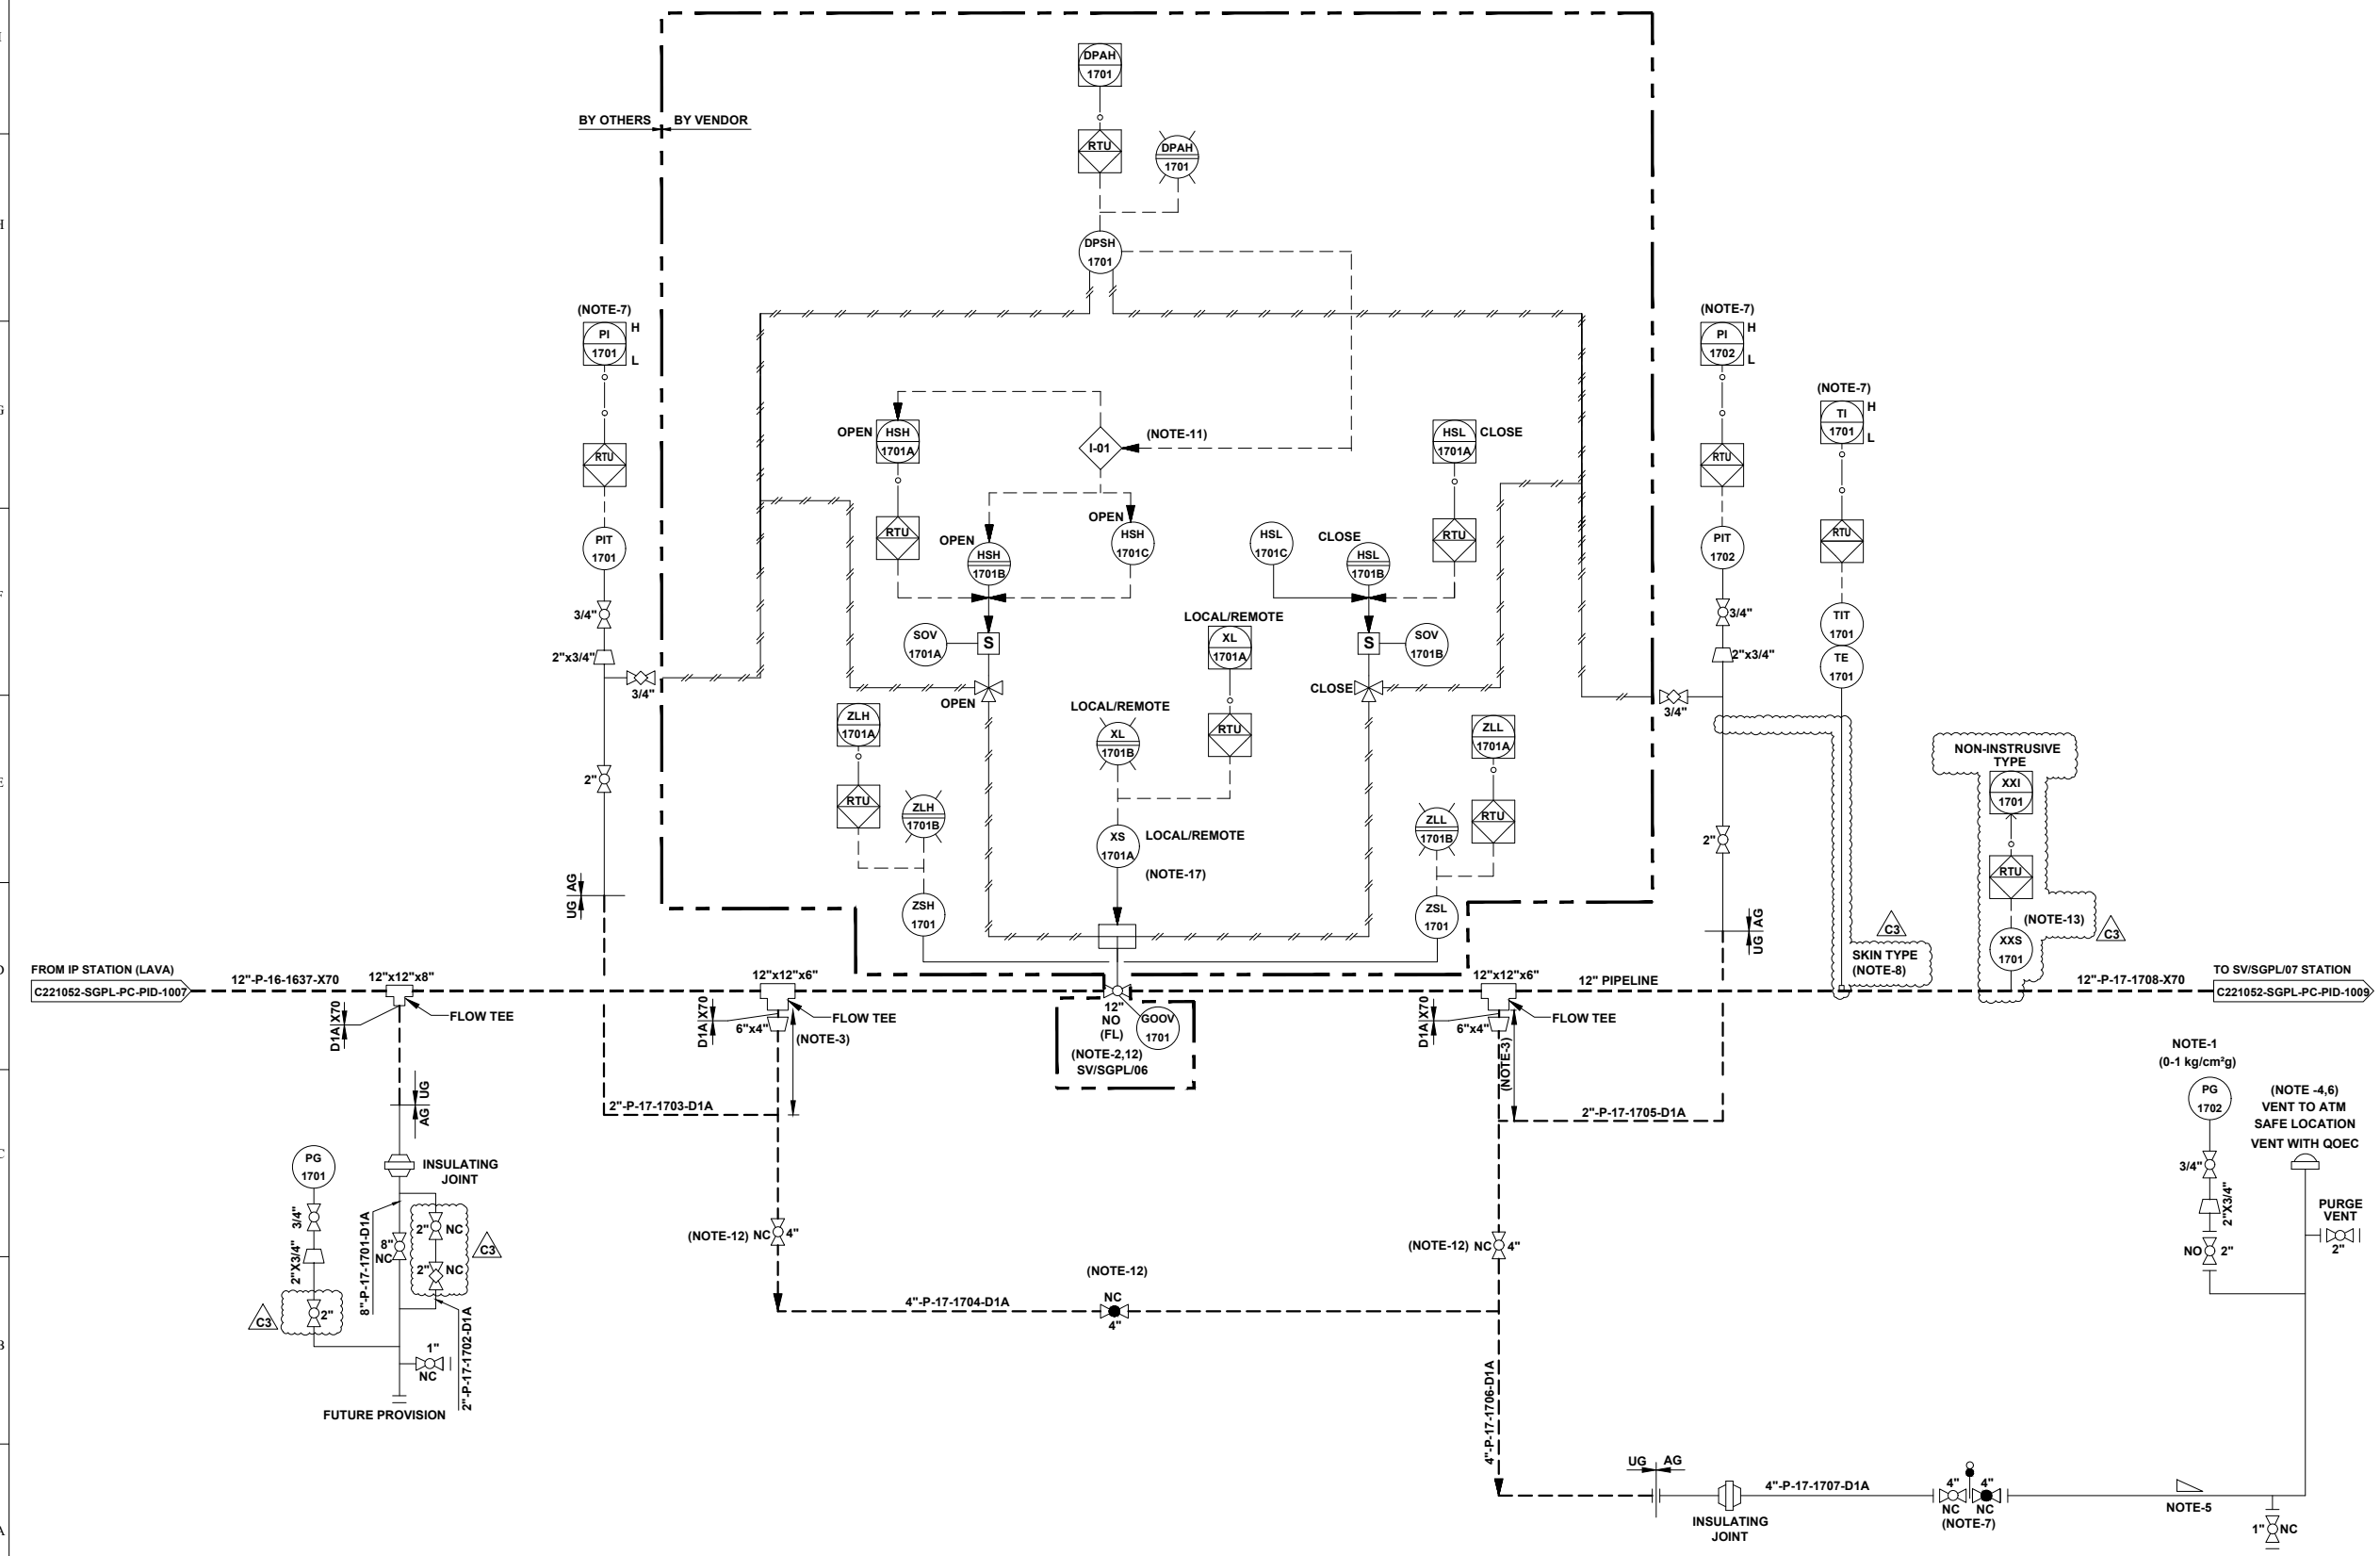 DPAH
1701
BY OTHERS
BY VENDOR
RTU
DPAH
1701
DPSH
1701
(NOTE-7)
PI
1701
H
L
(NOTE-7)
PI
1702
H
L
(NOTE-7)
TI
1701
H
L
OPEN
HSH
1701A
I-01
(NOTE-11)
HSL
1701A
CLOSE
RTU
RTU
RTU
RTU
RTU
OPEN
HSH
1701C
OPEN
HSH
1701B
HSL
1701C
CLOSE
HSL
1701B
PIT
1701
PIT
1702
3/4"
2"x3/4"
3/4"
3/4"
2"x3/4"
3/4"
TIT
1701
TE
1701
SOV
1701A
S
LOCAL/REMOTE
XL
1701A
S
SOV
1701B
OPEN
CLOSE
ZLH
1701A
LOCAL/REMOTE
XL
1701B
RTU
ZLL
1701A
RTU
ZLH
1701B
XS
1701A
LOCAL/REMOTE
(NOTE-17)
ZLL
1701B
RTU
2"
2"
NON-INSTRUSIVE
TYPE
XXI
1701
RTU
(NOTE-13)
XXS
1701
C3
UG AG
UG AG
ZSH
1701
ZSL
1701
C3
SKIN TYPE
(NOTE-8)
FROM IP STATION (LAVA)
C221052-SGPL-PC-PID-1007
12"-P-16-1637-X70
12"x12"x8"
12"x12"x6"
12"x12"x6"
12" PIPELINE
12"-P-17-1708-X70
TO SV/SGPL/07 STATION
C221052-SGPL-PC-PID-1009
D1A X70
FLOW TEE
D1A X70
6"x4"
FLOW TEE
(NOTE-3)
12"
NO
(FL)
GOOV
1701
(NOTE-2,12)
SV/SGPL/06
D1A X70
6"x4"
FLOW TEE
(NOTE-3)
2"-P-17-1703-D1A
2"-P-17-1705-D1A
AG UG
PG
1701
INSULATING
JOINT
3/4"
2"X3/4"
2"
C3
8"-P-17-1701-D1A
8"
NC
2"
NC
2"
NC
C3
2"-P-17-1702-D1A
1"
NC
FUTURE PROVISION
(NOTE-12)
NC
4"
(NOTE-12)
NC
4"
(NOTE-12)
NC
4"
4"-P-17-1704-D1A
4"-P-17-1706-D1A
NOTE-1
(0-1 kg/cm²g)
PG
1702
3/4"
2"X3/4"
NO
2"
(NOTE -4,6)
VENT TO ATM
SAFE LOCATION
VENT WITH QOEC
PURGE
VENT
2"
UG
AG
INSULATING
JOINT
4"-P-17-1707-D1A
4"
4"
NC
NC
(NOTE-7)
NOTE-5
1"
NC